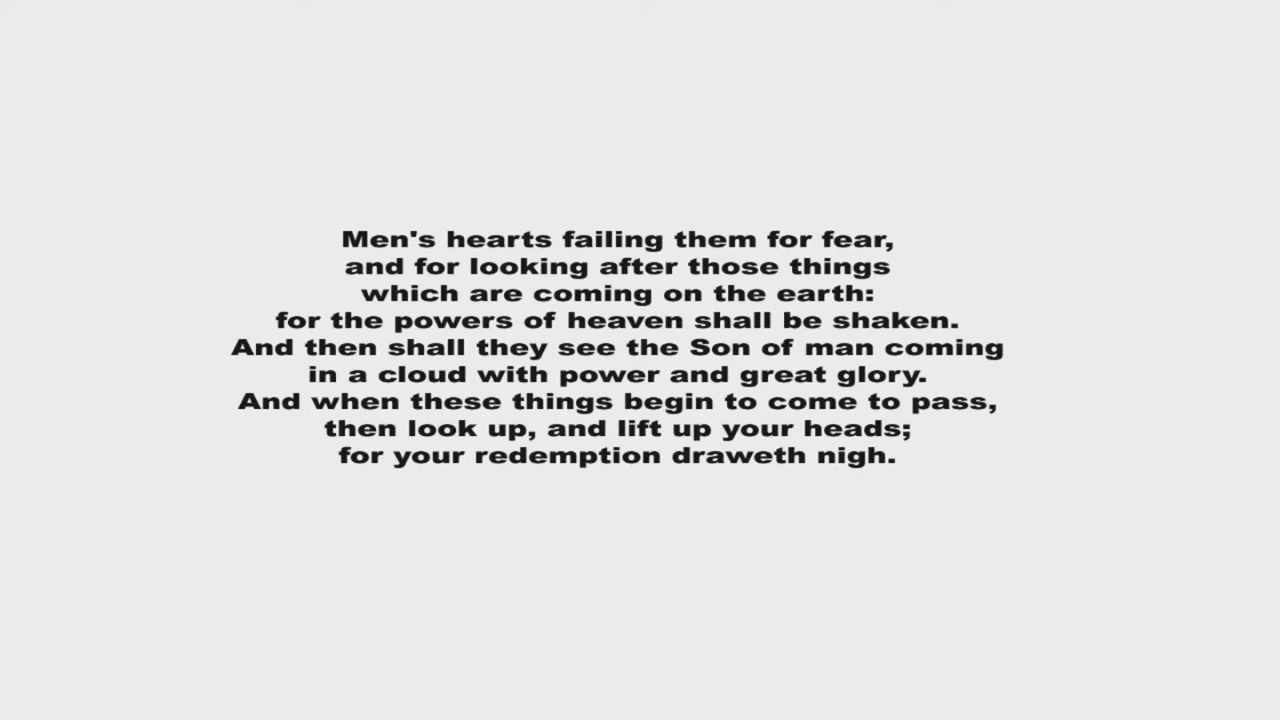 Men's hearts failing them for fear,
and for looking after those things
which are coming on the earth:
for the powers of heaven shall be shaken.
And then shall they see the Son of man coming
in a cloud with power and great glory.
And when these things begin to come to pass,
then look up, and lift up your heads;
for your redemption draweth nigh.